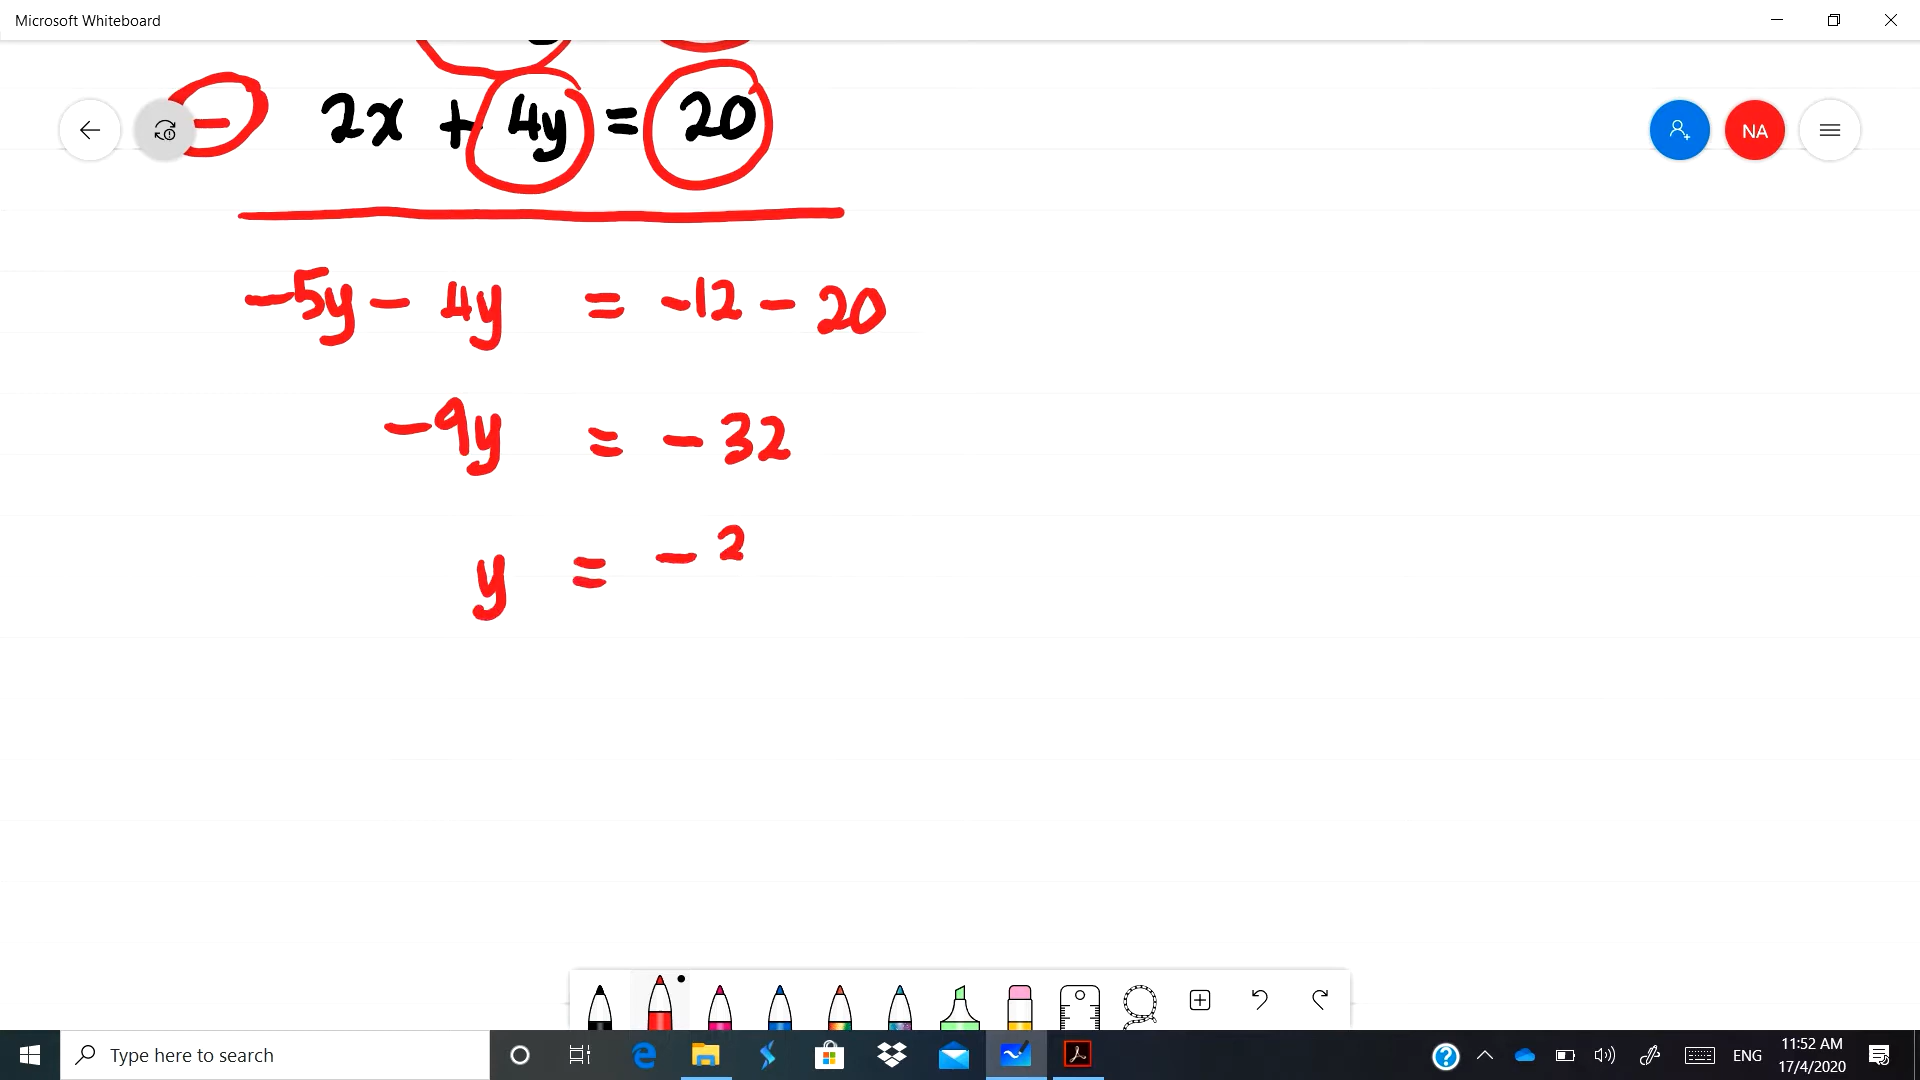 Microsoft Whiteboard
− 2x + 4y = 20
NA
-5y - 4y = -12 - 20
-9y = -32
y = - 2
Type here to search
ENG
11:52 AM
17/4/2020